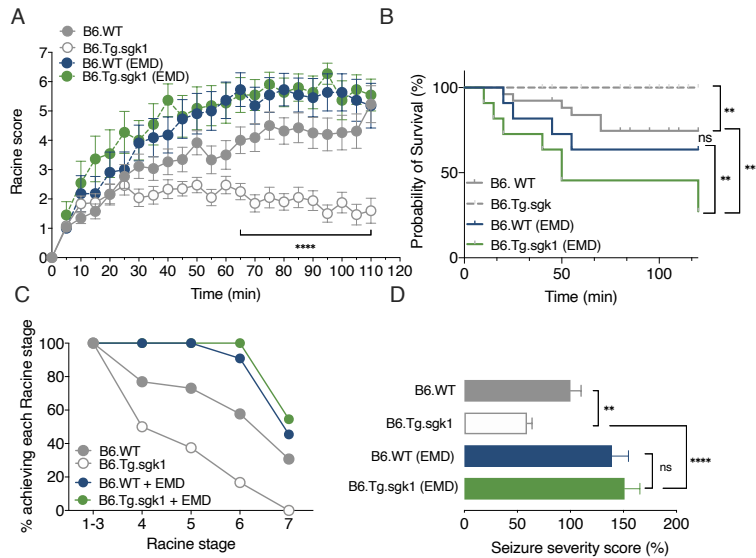 A
B6.WT
B6.Tg.sgk1
B6.WT (EMD)
B6.Tg.sgk1 (EMD)
Racine score
7
6
5
4
3
2
1
0
****
0 10 20 30 40 50 60 70 80 90 100 110 120
Time (min)
B
Probability of Survival (%)
100
50
0
**
ns
**
**
B6. WT
B6.Tg.sgk
B6.WT (EMD)
B6.Tg.sgk1 (EMD)
0 50 100
Time (min)
C
% achieving each Racine stage
100
80
60
40
20
0
B6.WT
B6.Tg.sgk1
B6.WT + EMD
B6.Tg.sgk1 + EMD
1-3 4 5 6 7
Racine stage
D
B6.WT
B6.Tg.sgk1
B6.WT (EMD)
B6.Tg.sgk1 (EMD)
**
ns
****
0 50 100 150 200
Seizure severity score (%)